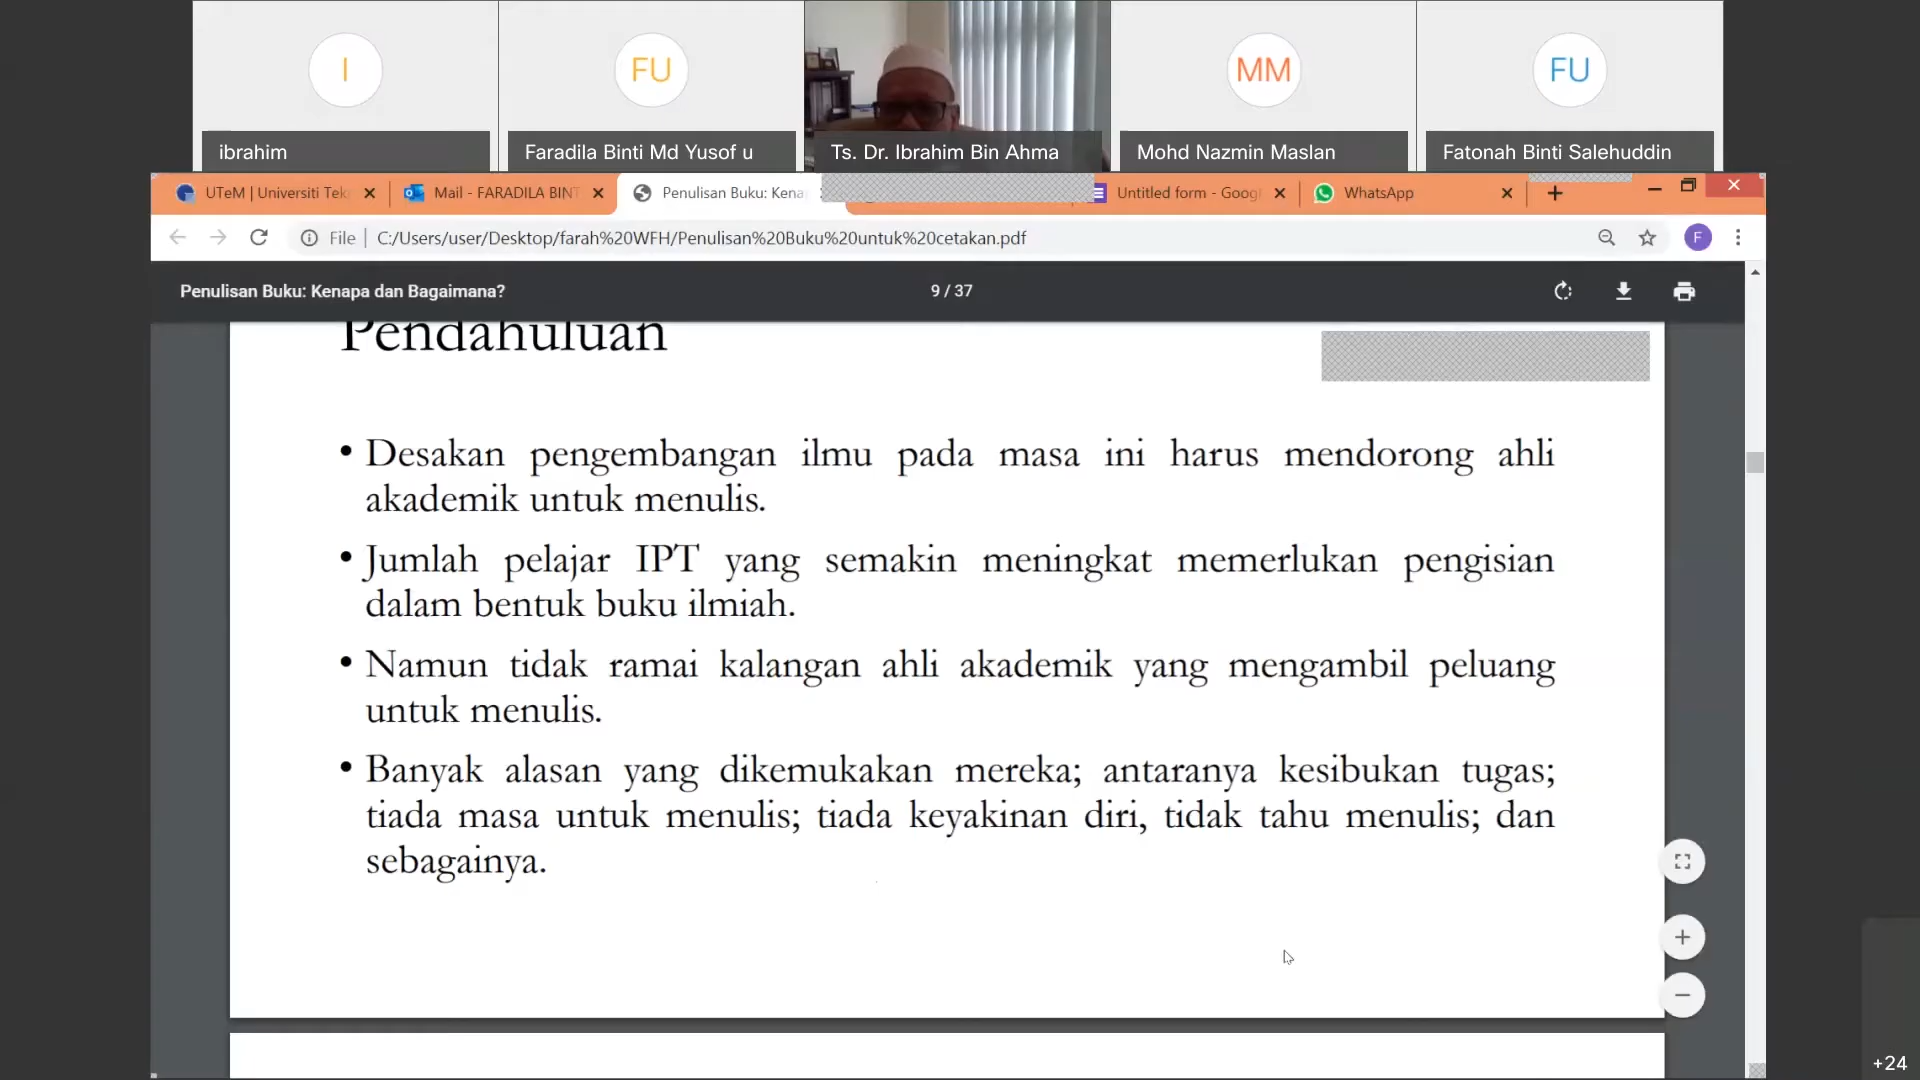 I
FU
MM
FU
ibrahim
Faradila Binti Md Yusof u
Ts. Dr. Ibrahim Bin Ahma
Mohd Nazmin Maslan
Fatonah Binti Salehuddin
UTeM | Universiti Tek
Mail - FARADILA BINT
Penulisan Buku: Kena
Untitled form - Goog
WhatsApp
File
C:/Users/user/Desktop/farah%20WFH/Penulisan%20Buku%20untuk%20cetakan.pdf
F
Penulisan Buku: Kenapa dan Bagaimana?
9 / 37
Pendahuluan
• Desakan pengembangan ilmu pada masa ini harus mendorong ahli
akademik untuk menulis.
• Jumlah pelajar IPT yang semakin meningkat memerlukan pengisian
dalam bentuk buku ilmiah.
• Namun tidak ramai kalangan ahli akademik yang mengambil peluang
untuk menulis.
• Banyak alasan yang dikemukakan mereka; antaranya kesibukan tugas;
tiada masa untuk menulis; tiada keyakinan diri, tidak tahu menulis; dan
sebagainya.
+24